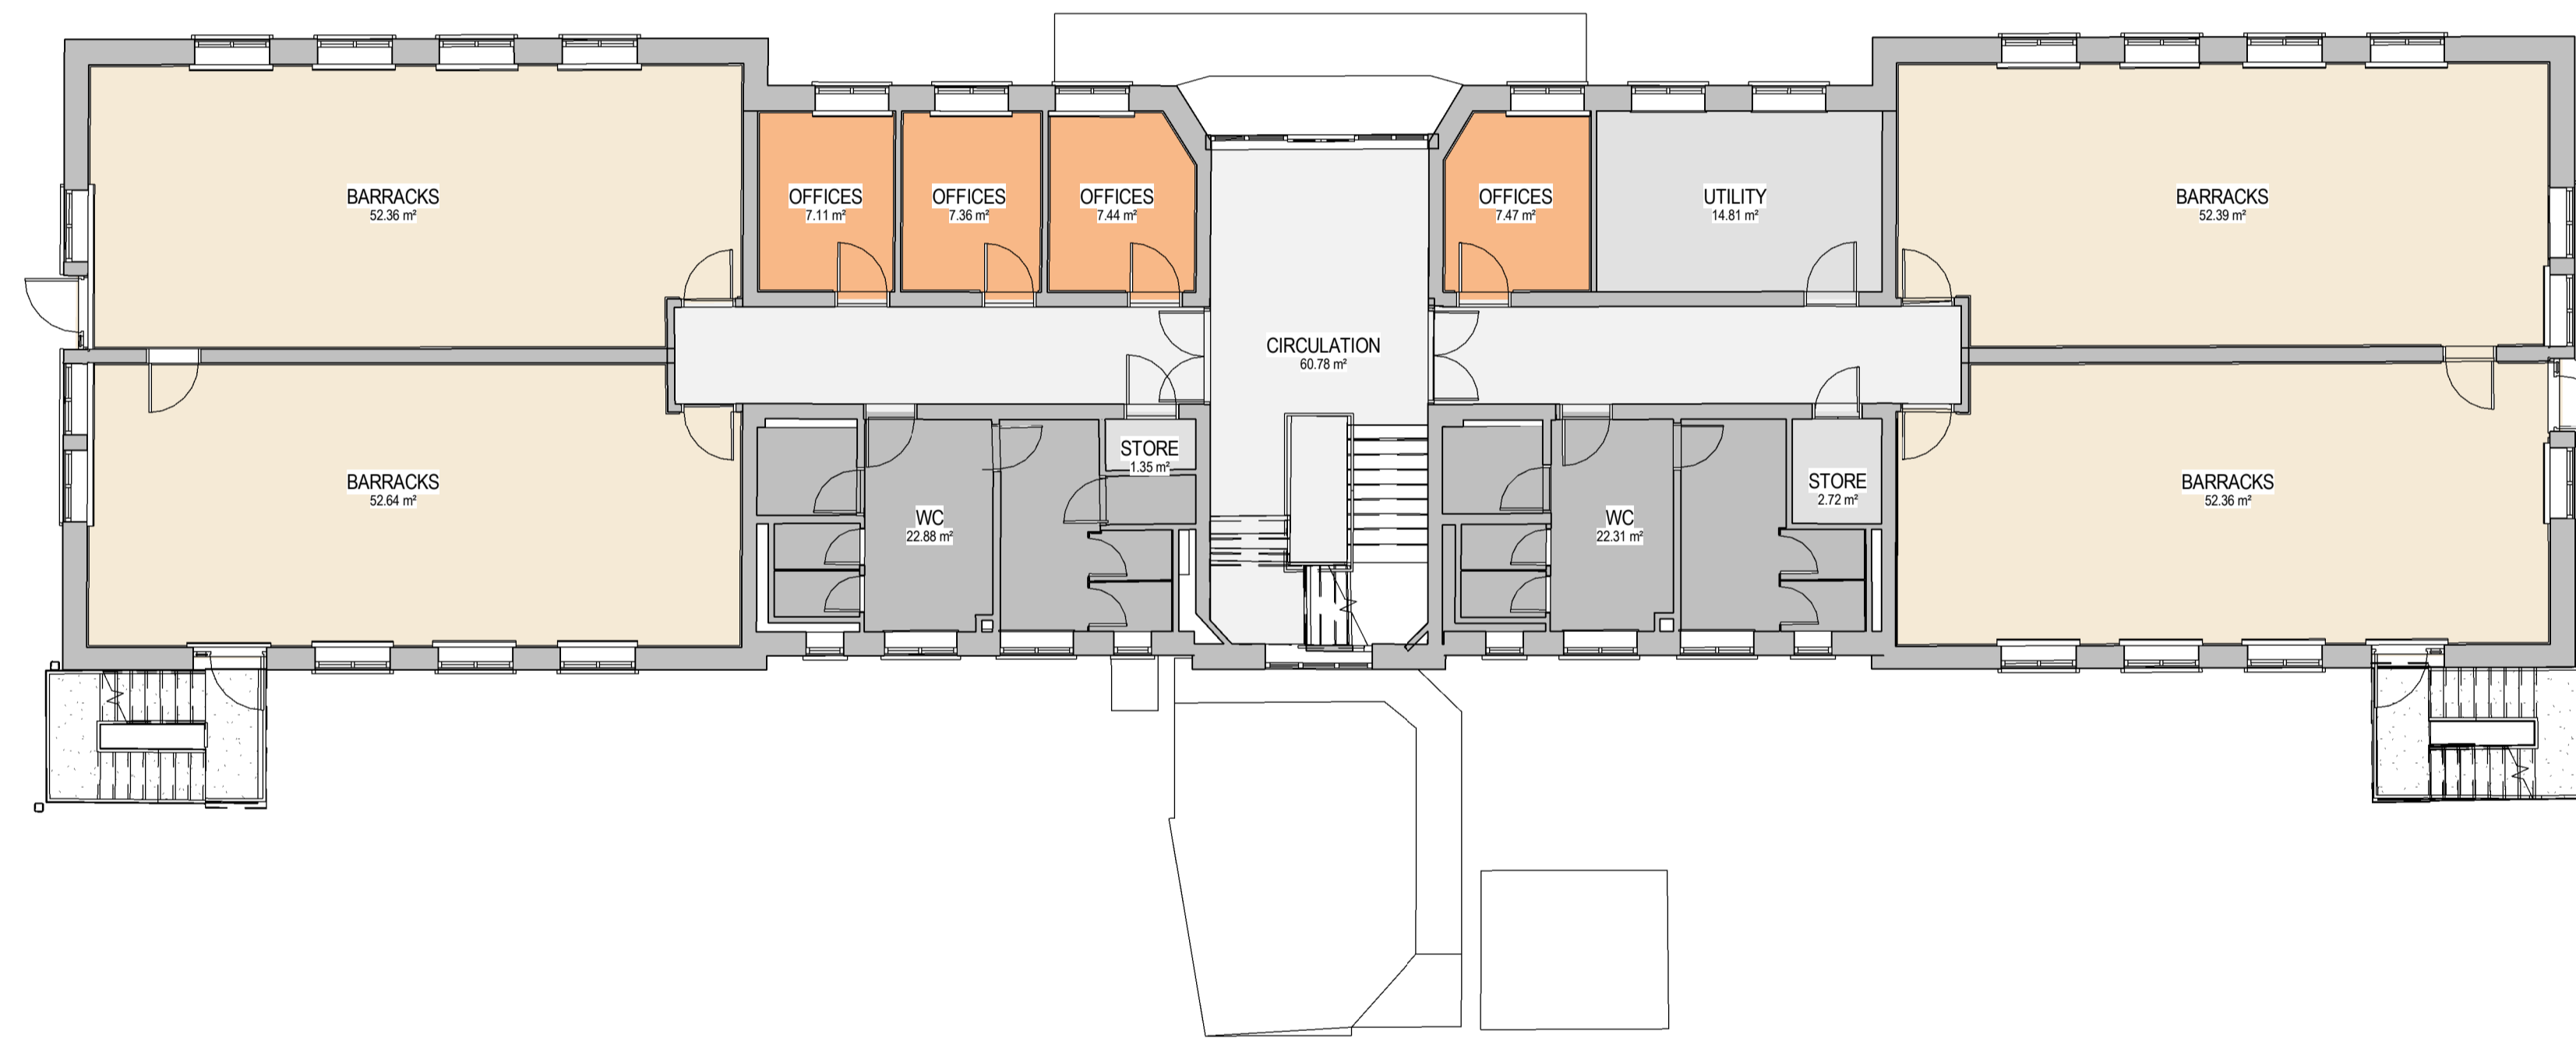 BARRACKS
52.36 m²
OFFICES
7.11 m²
OFFICES
7.36 m²
OFFICES
7.44 m²
OFFICES
7.47 m²
UTILITY
14.81 m²
BARRACKS
52.39 m²
CIRCULATION
60.78 m²
BARRACKS
52.64 m²
WC
22.88 m²
STORE
1.35 m²
WC
22.31 m²
STORE
2.72 m²
BARRACKS
52.36 m²